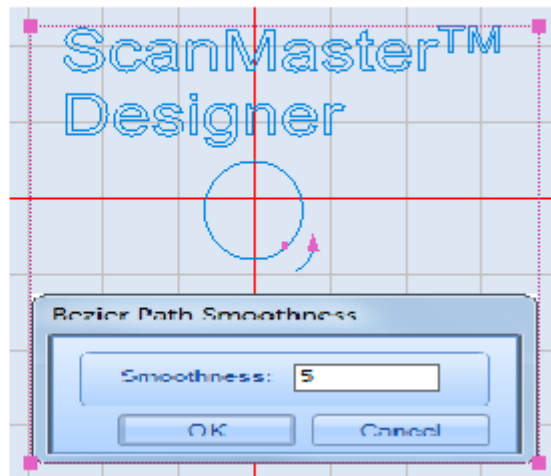 ScanMaster™
Designer
Bezier Path Smoothness
Smoothness: 5
OK Cancel